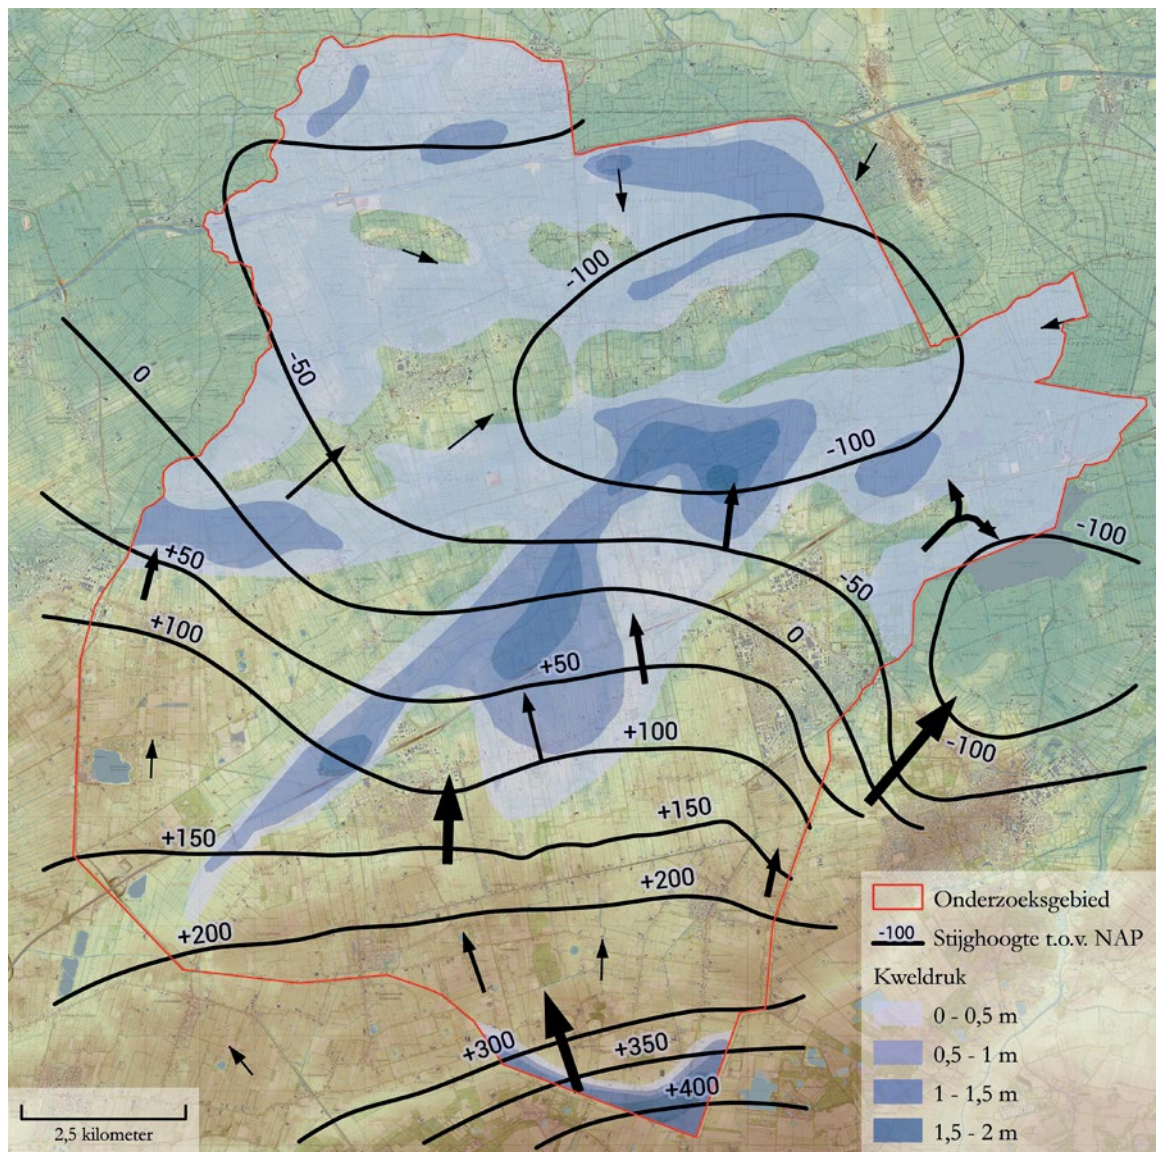 -100
0
-50
-100
-100
+50
-50
0
+100
+50
+100
-100
+150
+150
+200
+200
+300
+350
+400
Onderzoeksgebied
-100 Stijghoogte t.o.v. NAP
Kweldruk
0 - 0,5 m
0,5 - 1 m
1 - 1,5 m
1,5 - 2 m
2,5 kilometer